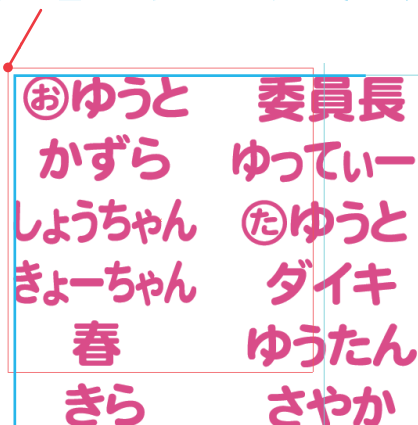 おゆうと 委員長
かずら ゆってぃー
しょうちゃん たゆうと
きょーちゃん ダイキ
春 ゆうたん
きら さやか